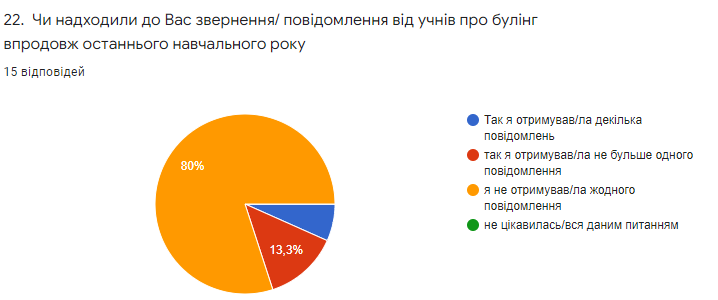 22. Чи надходили до Вас звернення/ повідомлення від учнів про булінг
впродовж останнього навчального року
15 відповідей
80%
13,3%
Так я отримував/ла декілька
повідомлень
так я отримував/ла не бульше одного
повідомлення
я не отримував/ла жодного
повідомлення
не цікавилась/вся даним питанням